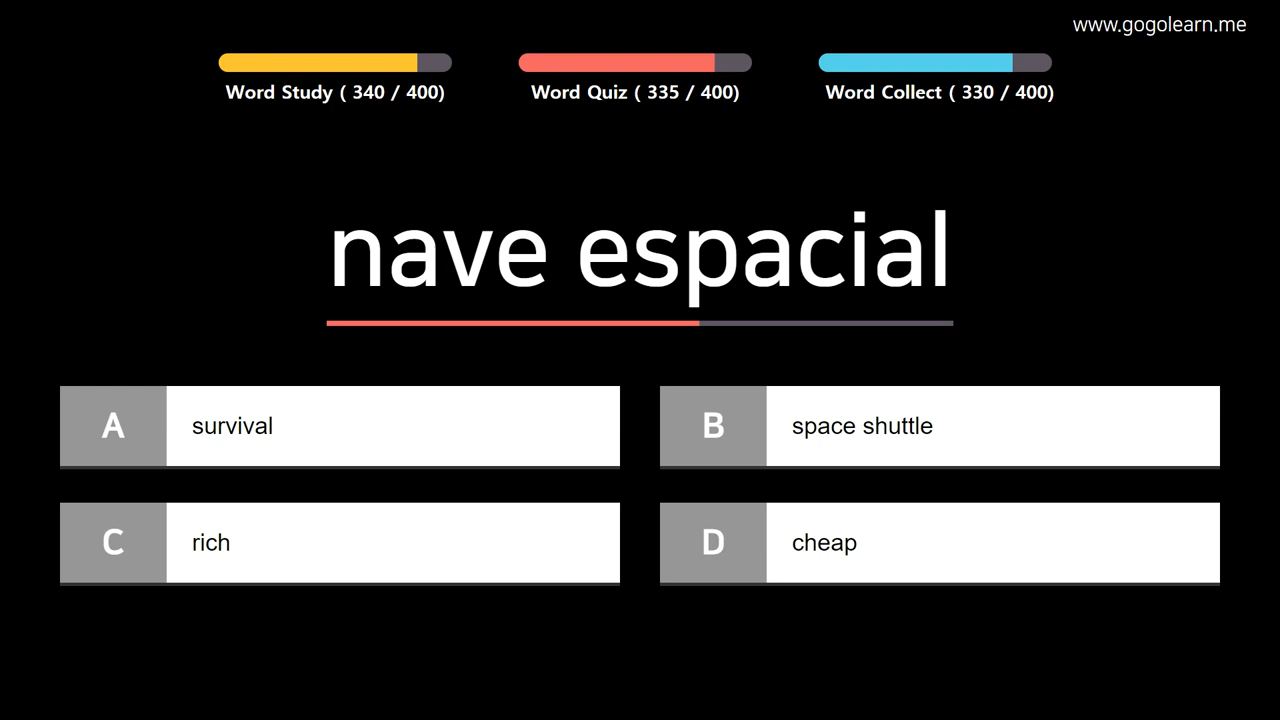 www.gogolearn.me
Word Study ( 340 / 400)
Word Quiz ( 335 / 400)
Word Collect ( 330 / 400)
nave espacial
A survival
B space shuttle
C rich
D cheap